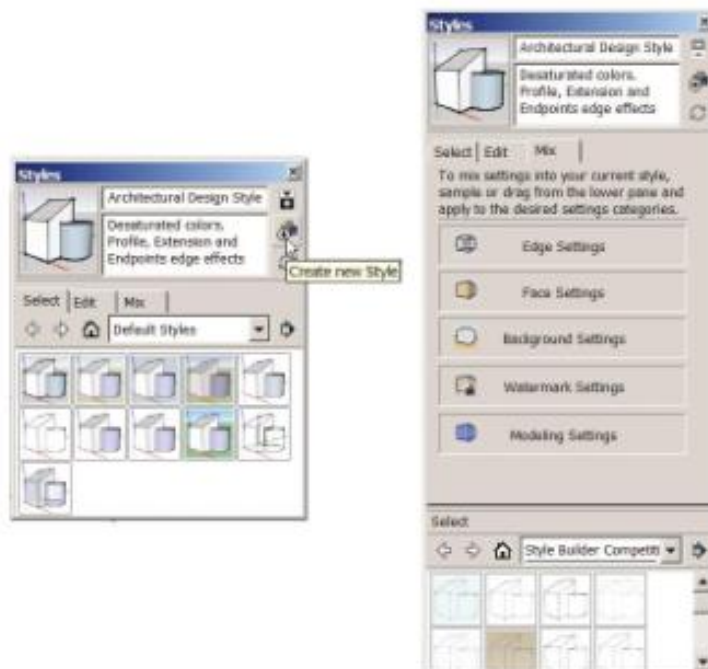 Styles
Architectural Design Style
Desaturated colors.
Profile, Extension and
Endpoints edge effects
Create new Style
Select
Edit
Mix
Default Styles
Styles
Architectural Design Style
Desaturated colors.
Profile, Extension and
Endpoints edge effects
Select
Edit
Mix
To mix settings into your current style,
sample or drag from the lower pane and
apply to the desired settings categories.
Edge Settings
Face Settings
Background Settings
Watermark Settings
Modeling Settings
Select
Style Builder Competiti